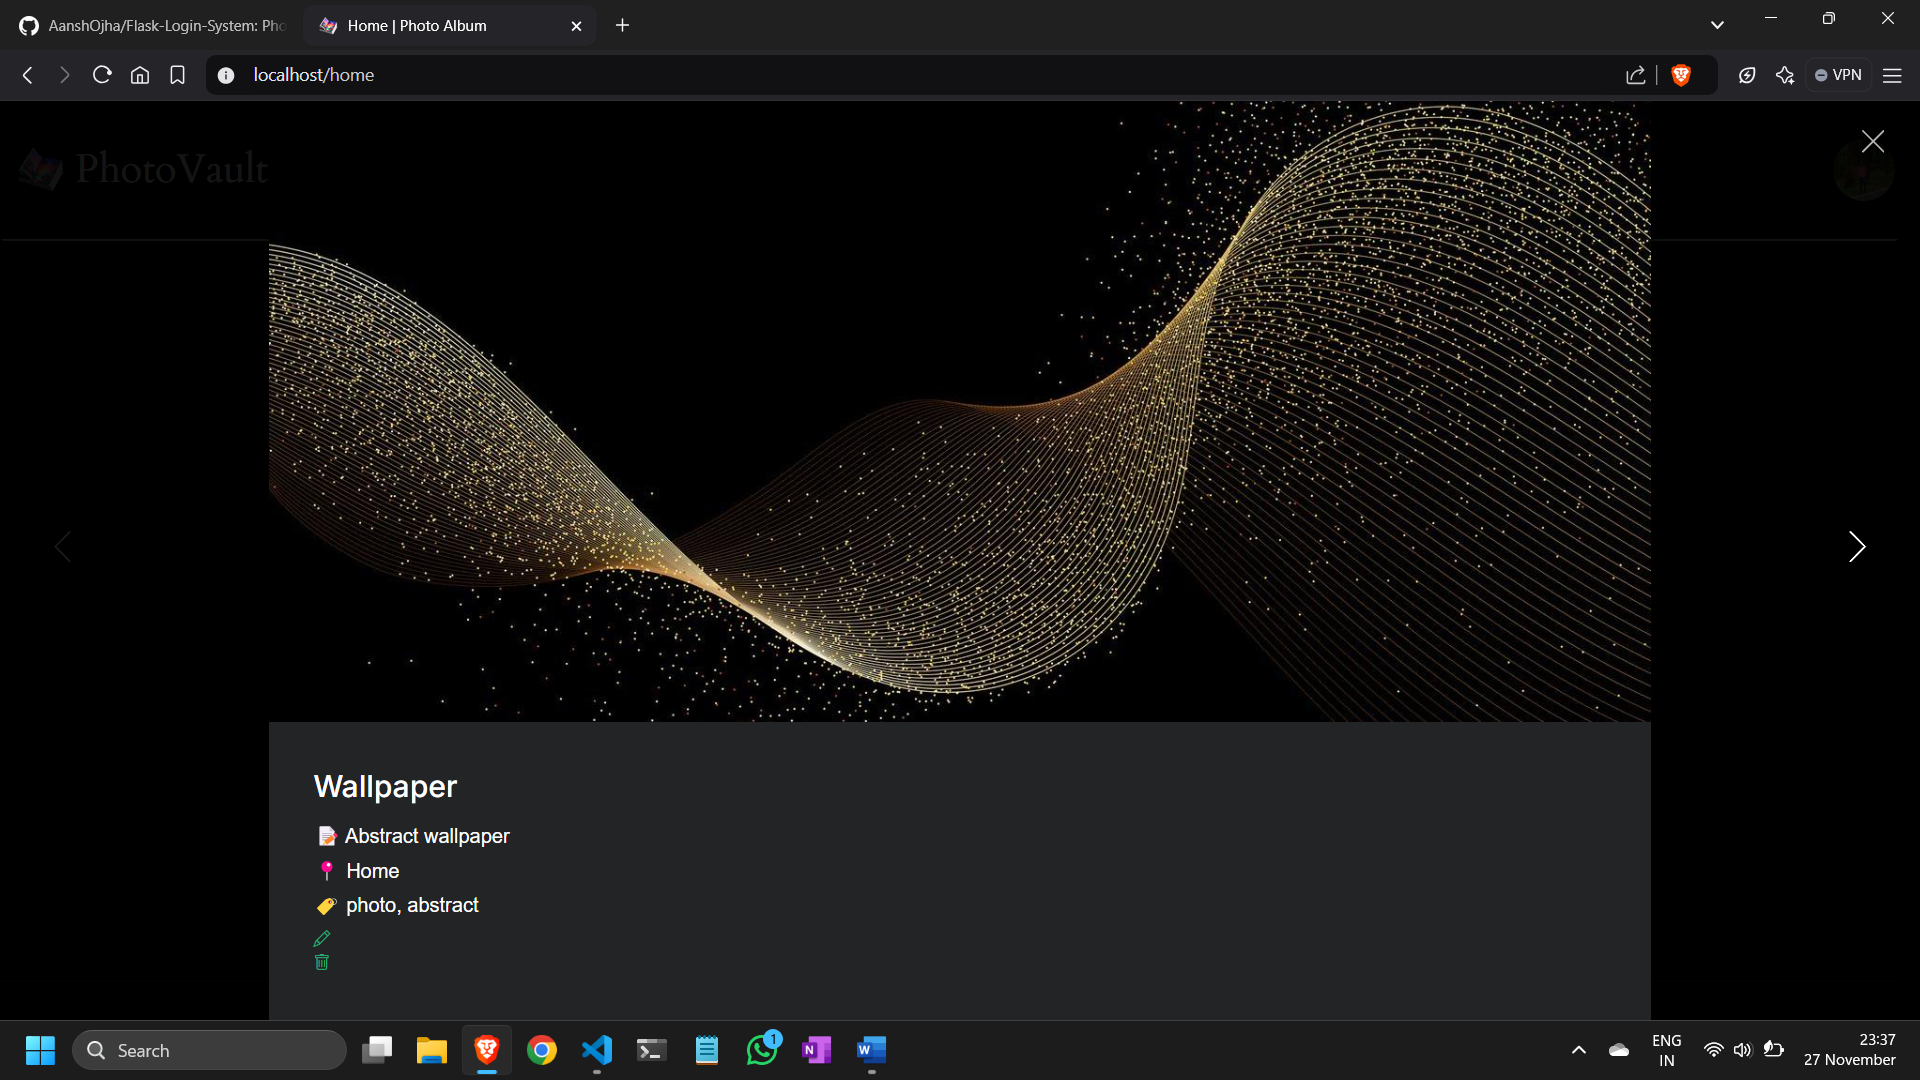 AanshOjha/Flask-Login-System: Pho
Home | Photo Album
localhost/home
VPN
PhotoVault
Wallpaper
Abstract wallpaper
Home
photo, abstract
Search
1
N
W
ENG
IN
23:37
27 November